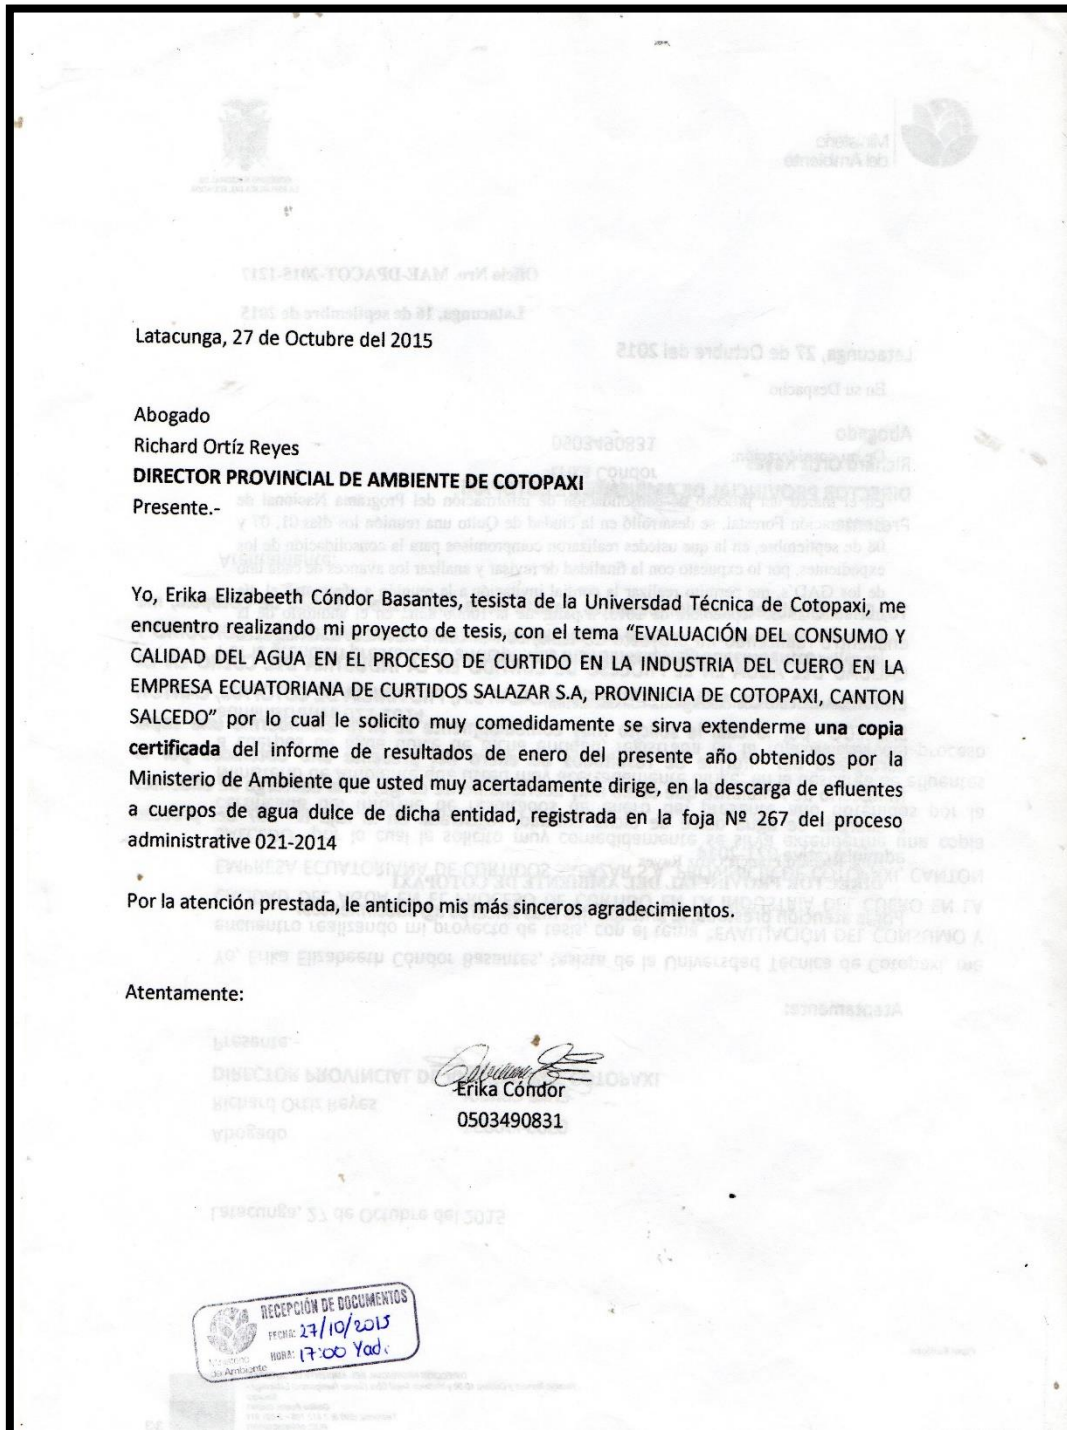 Latacunga, 27 de Octubre del 2015
Abogado
Richard Ortíz Reyes
DIRECTOR PROVINCIAL DE AMBIENTE DE COTOPAXI
Presente.-
Yo, Erika Elizabeeth Cóndor Basantes, tesista de la Universdad Técnica de Cotopaxi, me
encuentro realizando mi proyecto de tesis, con el tema “EVALUACIÓN DEL CONSUMO Y
CALIDAD DEL AGUA EN EL PROCESO DE CURTIDO EN LA INDUSTRIA DEL CUERO EN LA
EMPRESA ECUATORIANA DE CURTIDOS SALAZAR S.A, PROVINICIA DE COTOPAXI, CANTON
SALCEDO” por lo cual le solicito muy comedidamente se sirva extenderme una copia
certificada del informe de resultados de enero del presente año obtenidos por la
Ministerio de Ambiente que usted muy acertadamente dirige, en la descarga de efluentes
a cuerpos de agua dulce de dicha entidad, registrada en la foja Nº 267 del proceso
administrative 021-2014
Por la atención prestada, le anticipo mis más sinceros agradecimientos.
Atentamente:
Erika Cóndor
0503490831
RECEPCIÓN DE DOCUMENTOS
FECHA: 27/10/2015
HORA: 17:00 Yad.
Ministerio
de Ambiente